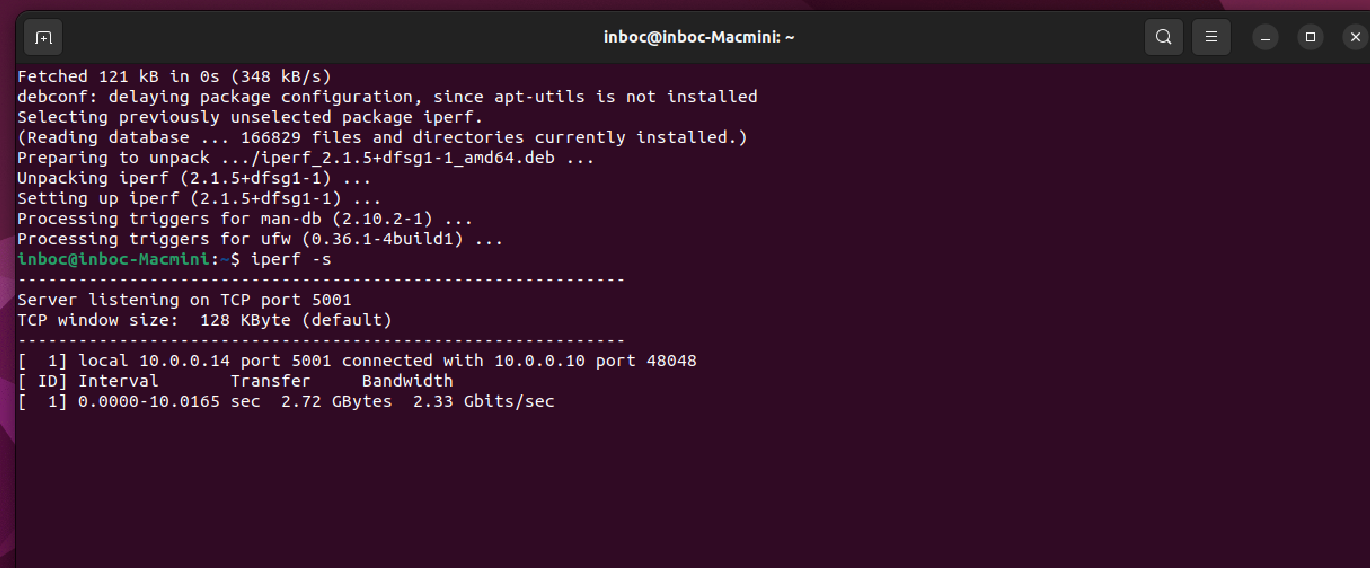 inboc@inboc-Macmini: ~
Fetched 121 kB in 0s (348 kB/s)
debconf: delaying package configuration, since apt-utils is not installed
Selecting previously unselected package iperf.
(Reading database ... 166829 files and directories currently installed.)
Preparing to unpack .../iperf_2.1.5+dfsg1-1_amd64.deb ...
Unpacking iperf (2.1.5+dfsg1-1) ...
Setting up iperf (2.1.5+dfsg1-1) ...
Processing triggers for man-db (2.10.2-1) ...
Processing triggers for ufw (0.36.1-4build1) ...
inboc@inboc-Macmini:~$ iperf -s
------------------------------------------------------------
Server listening on TCP port 5001
TCP window size:  128 KByte (default)
------------------------------------------------------------
[  1] local 10.0.0.14 port 5001 connected with 10.0.0.10 port 48048
[ ID] Interval       Transfer     Bandwidth
[  1] 0.0000-10.0165 sec  2.72 GBytes  2.33 Gbits/sec